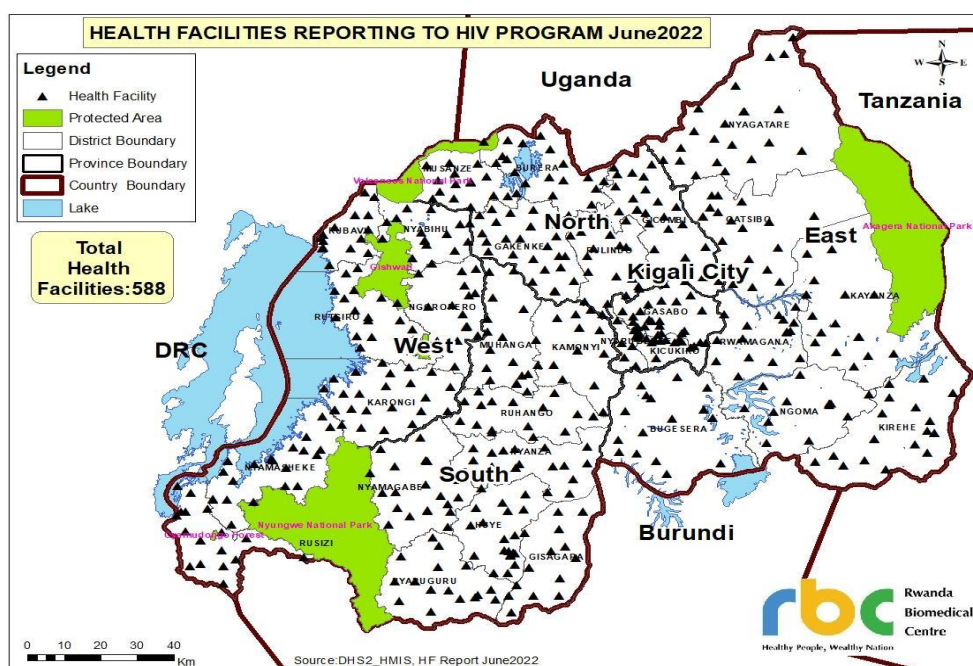 HEALTH FACILITIES REPORTING TO HIV PROGRAM June2022
Legend
Health Facility
Protected Area
District Boundary
Province Boundary
Country Boundary
Lake
Total
Health
Facilities:588
N
W E
S
Uganda
Tanzania
NYAGATARE
MUSANZE
BURERA
Volcanoes National Park
North
GICUMBI
GATSIBO
Akagera National Park
RUBAVU
NYABIHU
GAKENKE
RULINDO
East
Gishwati
Kigali City
KAYONZA
NGORORERO
GASABO
RUTSIRO
DRC
West
MUHANGA
KAMONYI
KICUKIRO
RWAMAGANA
KARONGI
RUHANGO
NGOMA
BUGESERA
KIREHE
NYANZA
NYAMASHEKE
South
NYAMAGABE
Nyungwe National Park
HUYE
Burundi
RUSIZI
GISAGARA
NYARUGURU
rbc
Rwanda
Biomedical
Centre
Healthy People, Wealthy Nation
0 10 20 30 40
Km
Source:DHS2_HMIS, HF Report June2022